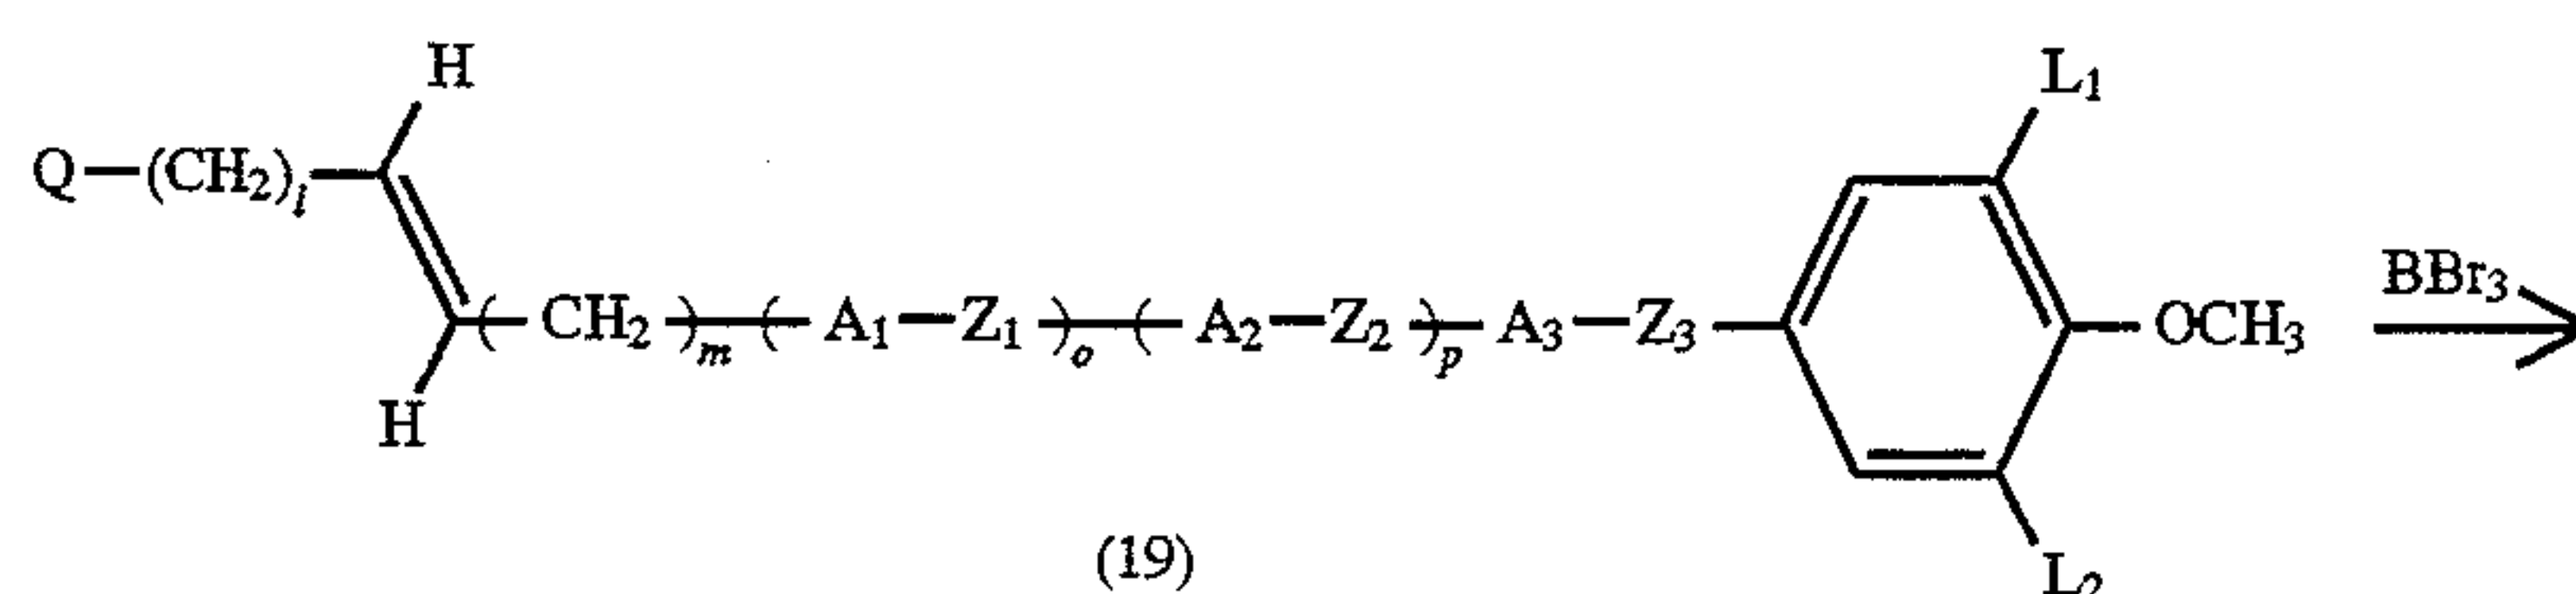 H
L₁
Q—(CH₂)ₗ
(CH₂)ₘ—(A₁—Z₁)ₒ—(A₂—Z₂)ₚ—A₃—Z₃
OCH₃
BBr₃
H
(19)
L₂